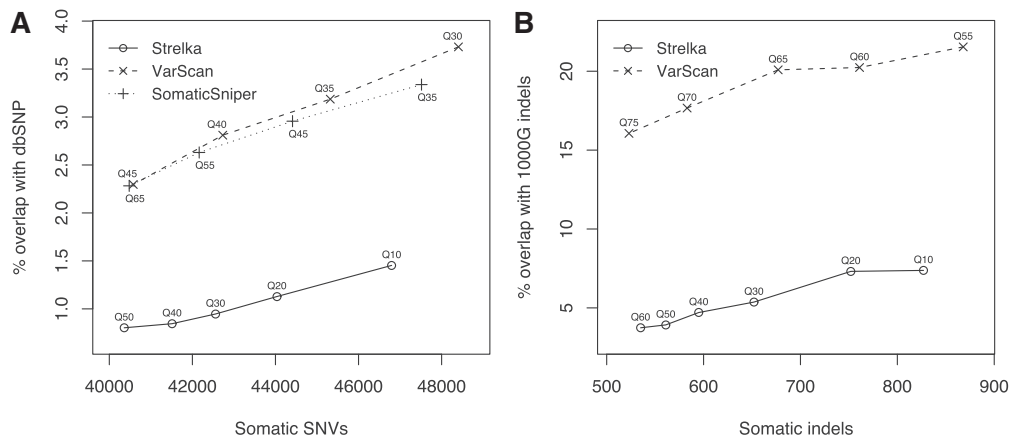 A
% overlap with dbSNP
4.0
3.5
3.0
2.5
2.0
1.5
1.0
Strelka
VarScan
SomaticSniper
Q30
Q35
Q35
Q40
Q45
Q55
Q45
Q65
Q10
Q20
Q30
Q40
Q50
40000 42000 44000 46000 48000
Somatic SNVs
B
% overlap with 1000G indels
20
15
10
5
Strelka
VarScan
Q55
Q60
Q65
Q70
Q75
Q10
Q20
Q30
Q40
Q50
Q60
500 600 700 800 900
Somatic indels